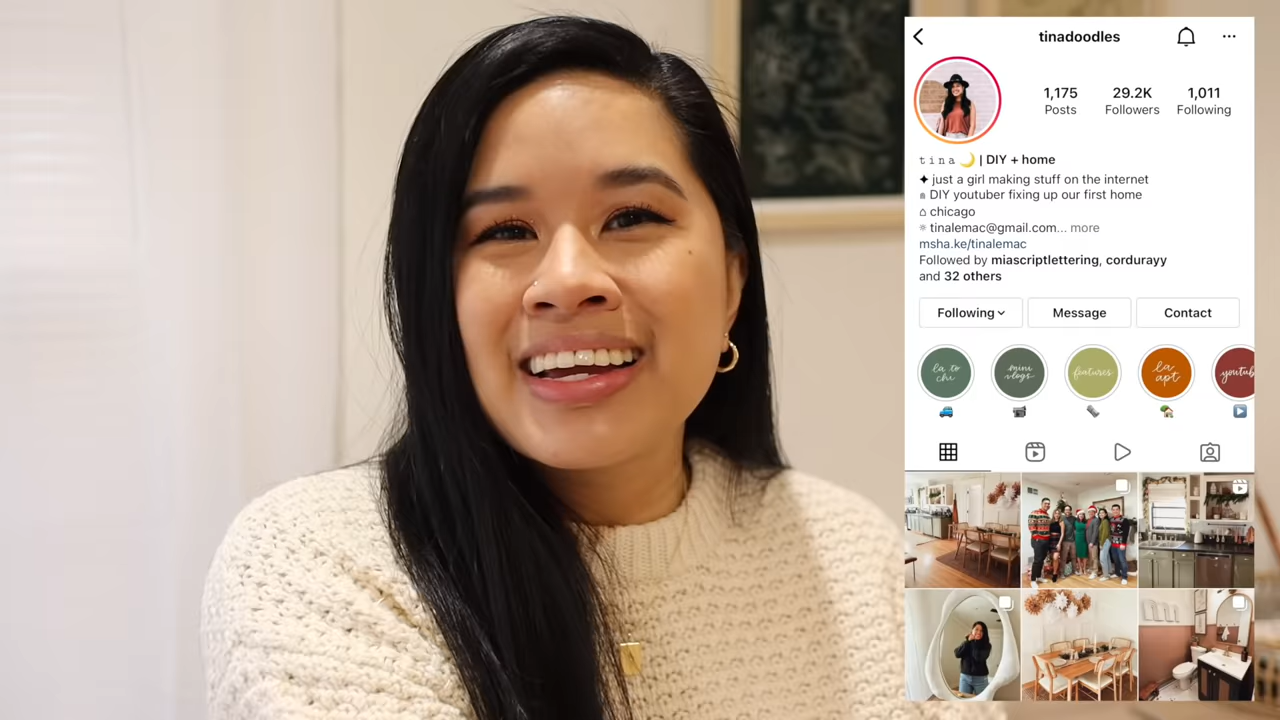 tinadoodles
1,175 29.2K 1,011
Posts Followers Following
tina 🌙 | DIY + home
✦ just a girl making stuff on the internet
DIY youtuber fixing up our first home
⌂ chicago
☼ tinalemac@gmail.com... more
msha.ke/tinalemac
Followed by miascriptlettering, cordurayy
and 32 others
Following Message Contact
la to chi
mini vlogs
features
la apt
youtub